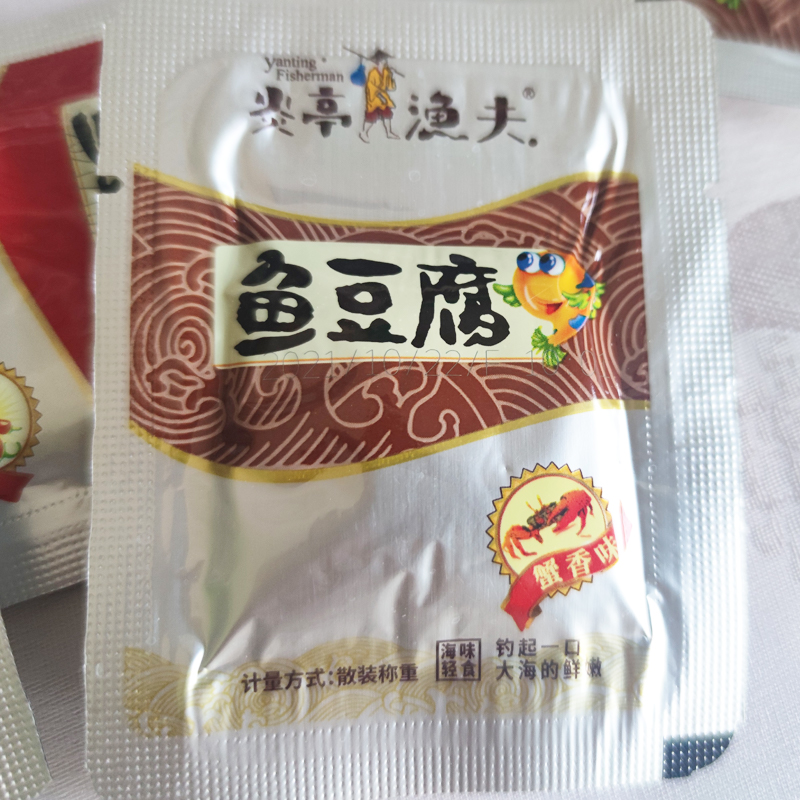 Yanting
Fisherman
炎亭渔夫®
鱼豆腐
蟹香味
计量方式:散装称重
海味
轻食
钓起一口
大海的鲜嫩